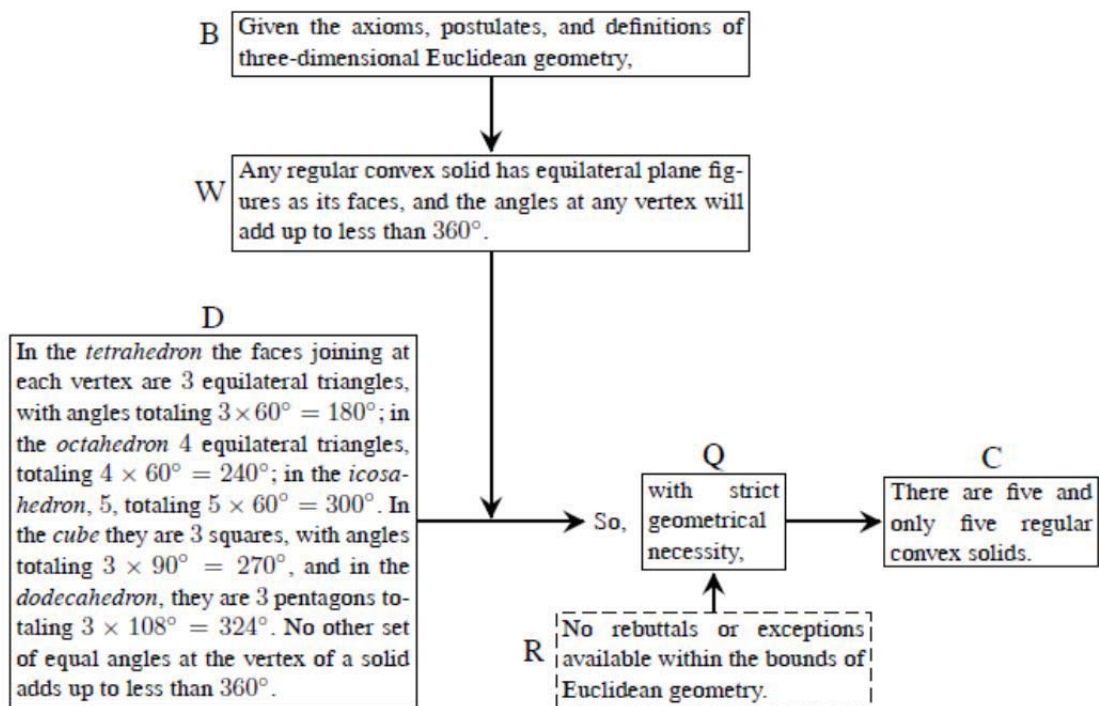 B
Given the axioms, postulates, and definitions of
three-dimensional Euclidean geometry,
W
Any regular convex solid has equilateral plane fig-
ures as its faces, and the angles at any vertex will
add up to less than 360°.
D
In the tetrahedron the faces joining at
each vertex are 3 equilateral triangles,
with angles totaling 3 × 60° = 180°; in
the octahedron 4 equilateral triangles,
totaling 4 × 60° = 240°; in the icosa-
hedron, 5, totaling 5 × 60° = 300°. In
the cube they are 3 squares, with angles
totaling 3 × 90° = 270°, and in the
dodecahedron, they are 3 pentagons to-
taling 3 × 108° = 324°. No other set
of equal angles at the vertex of a solid
adds up to less than 360°.
So,
Q
with strict
geometrical
necessity,
C
There are five and
only five regular
convex solids.
R
No rebuttals or exceptions
available within the bounds of
Euclidean geometry.